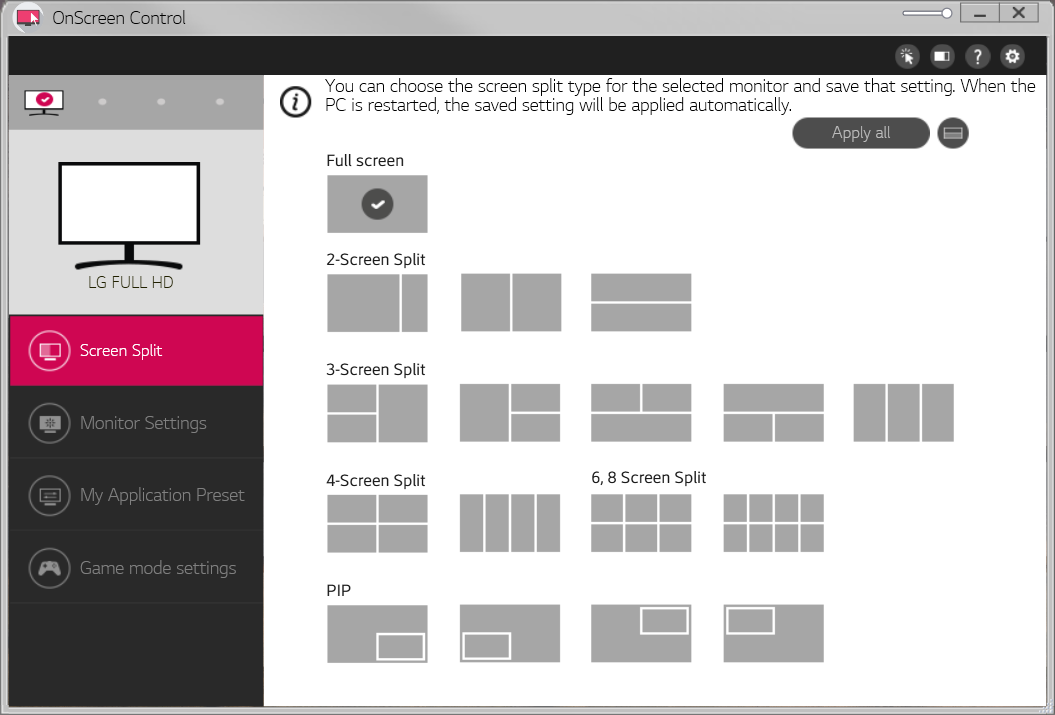 OnScreen Control
You can choose the screen split type for the selected monitor and save that setting. When the
PC is restarted, the saved setting will be applied automatically.
Apply all
LG FULL HD
Screen Split
Monitor Settings
My Application Preset
Game mode settings
Full screen
2-Screen Split
3-Screen Split
4-Screen Split
6, 8 Screen Split
PIP